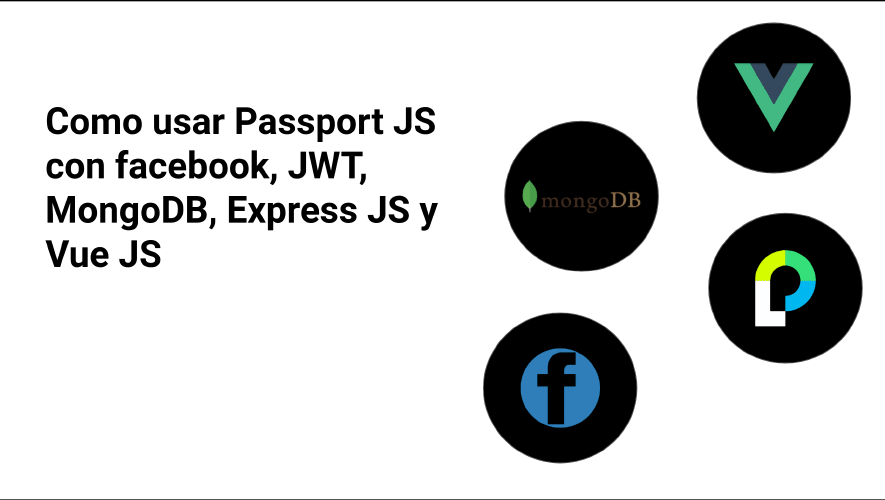 Como usar Passport JS
con facebook, JWT,
MongoDB, Express JS y
Vue JS
mongoDB
f